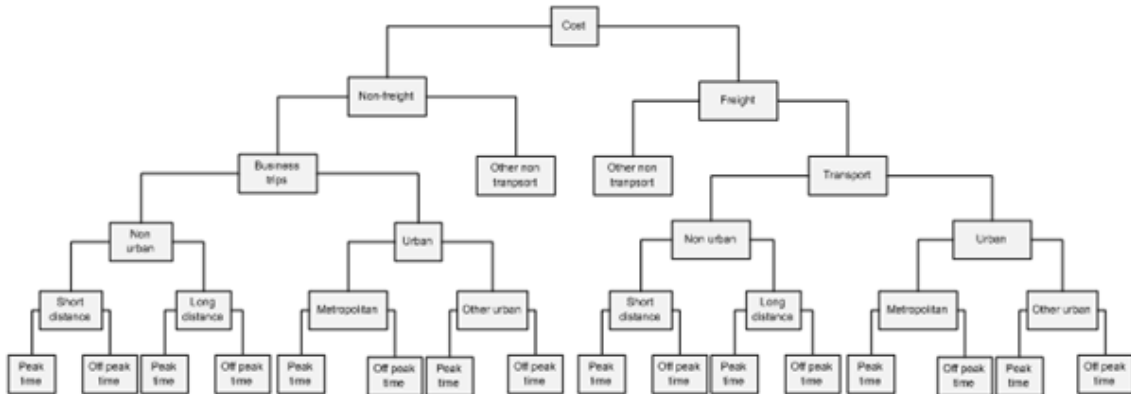 Cost
Non-freight
Freight
Business
trips
Other non
tranpsort
Other non
tranpsort
Transport
Non
urban
Urban
Non urban
Urban
Short
distance
Long
distance
Metropolitan
Other urban
Short
distance
Long
distance
Metropolitan
Other urban
Peak
time
Off peak
time
Peak
time
Off peak
time
Peak
time
Off peak
time
Peak
time
Off peak
time
Peak
time
Off peak
time
Peak
time
Off peak
time
Peak
time
Off peak
time
Peak
time
Off peak
time